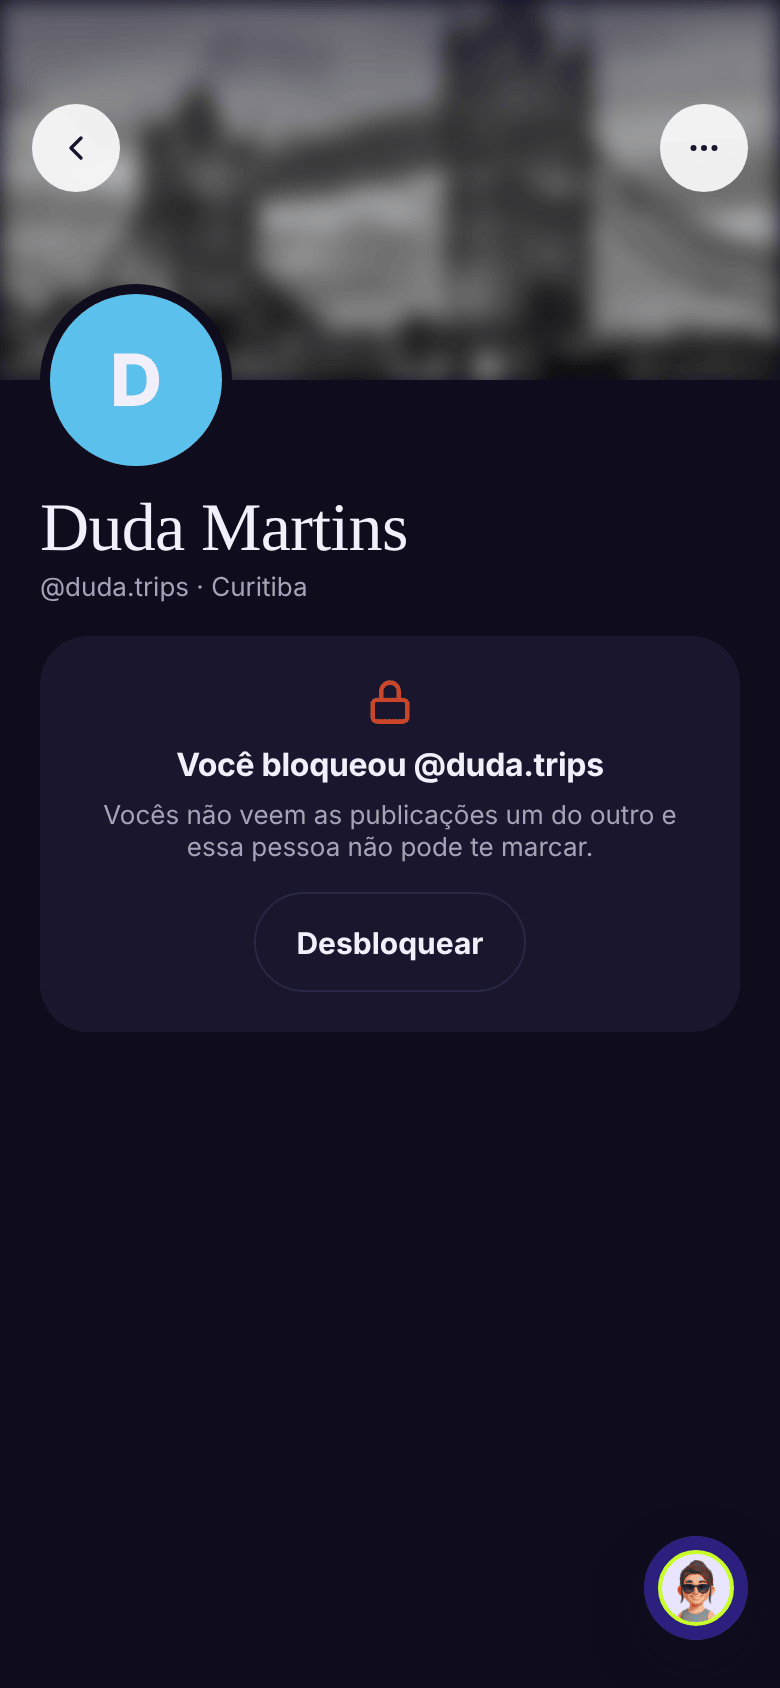 D
Duda Martins
@duda.trips · Curitiba
Você bloqueou @duda.trips
Vocês não veem as publicações um do outro e
essa pessoa não pode te marcar.
Desbloquear